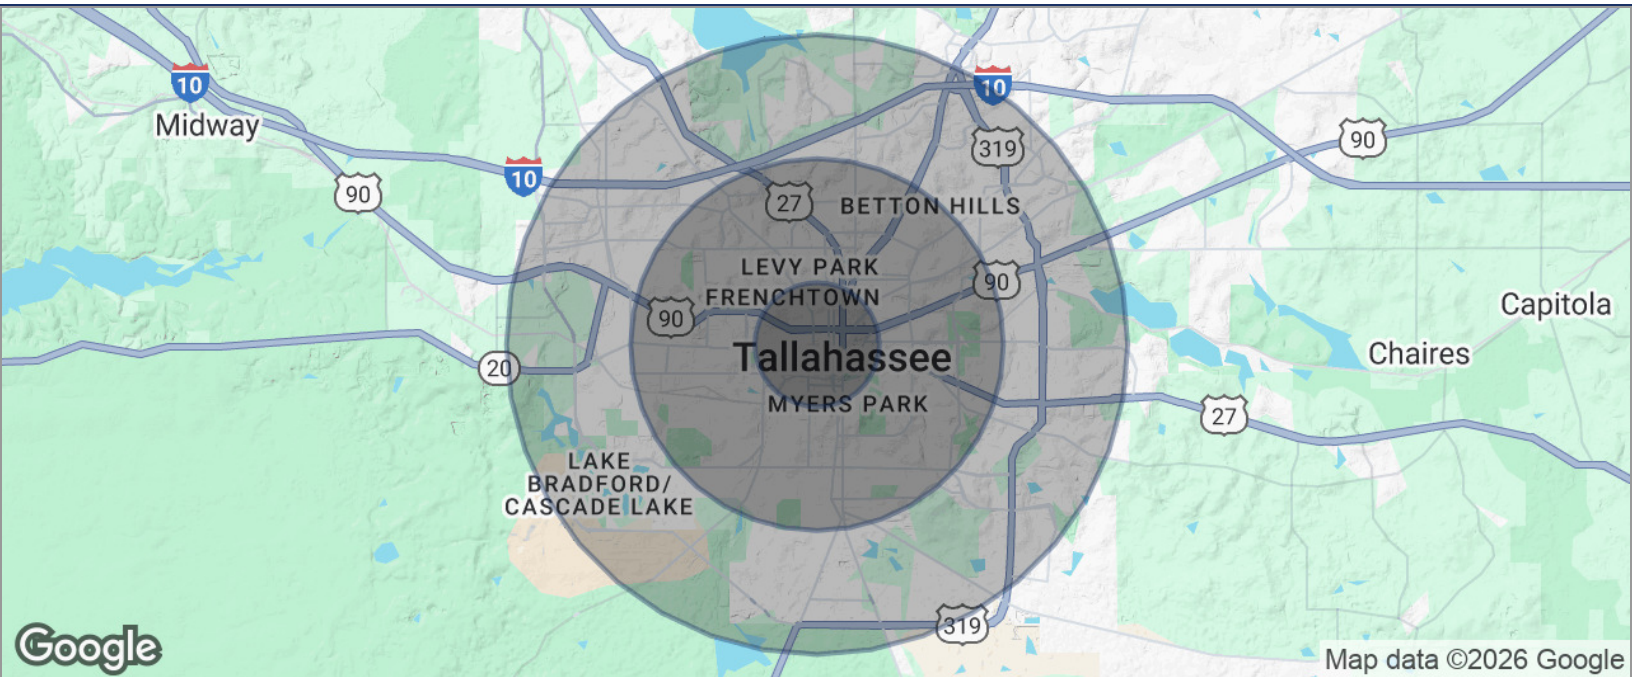 10
10
Midway
319
90
10
90
27
BETTON HILLS
LEVY PARK
90
FRENCHTOWN
90
Capitola
Tallahassee
Chaires
20
MYERS PARK
27
LAKE
BRADFORD/
CASCADE LAKE
319
Google
Map data ©2026 Google